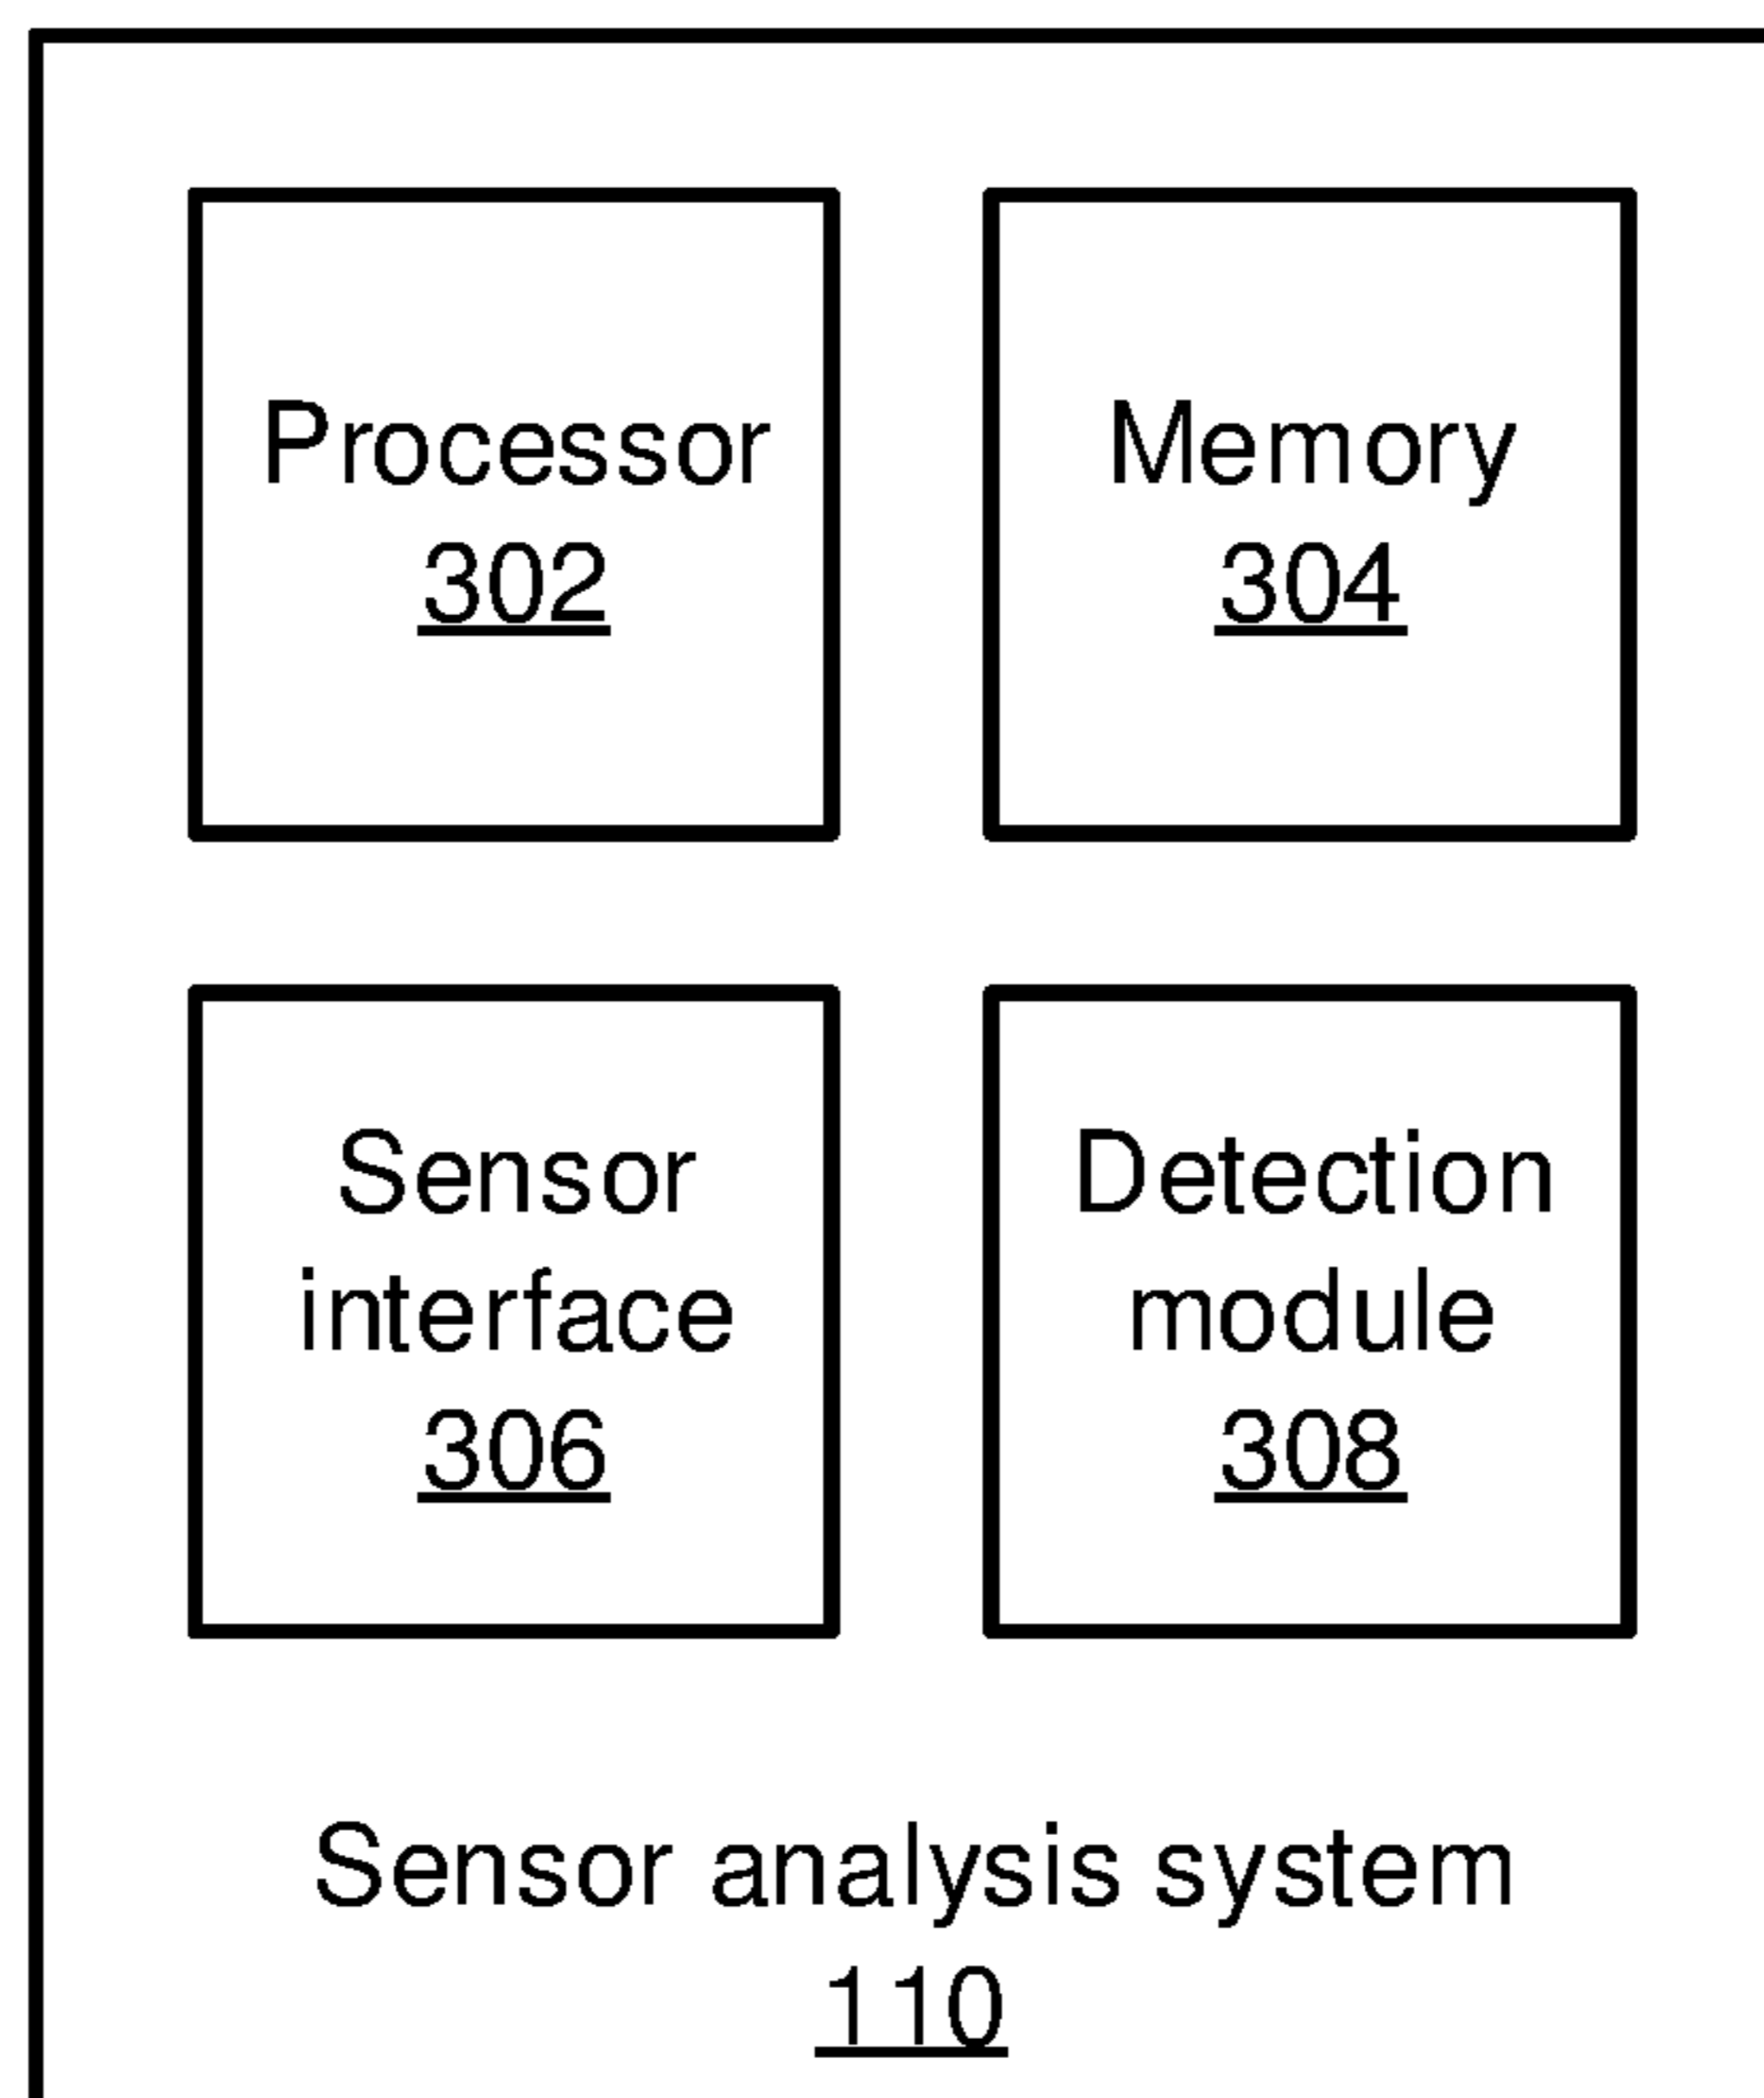 Processor
302
Memory
304
Sensor
interface
306
Detection
module
308
Sensor analysis system
110